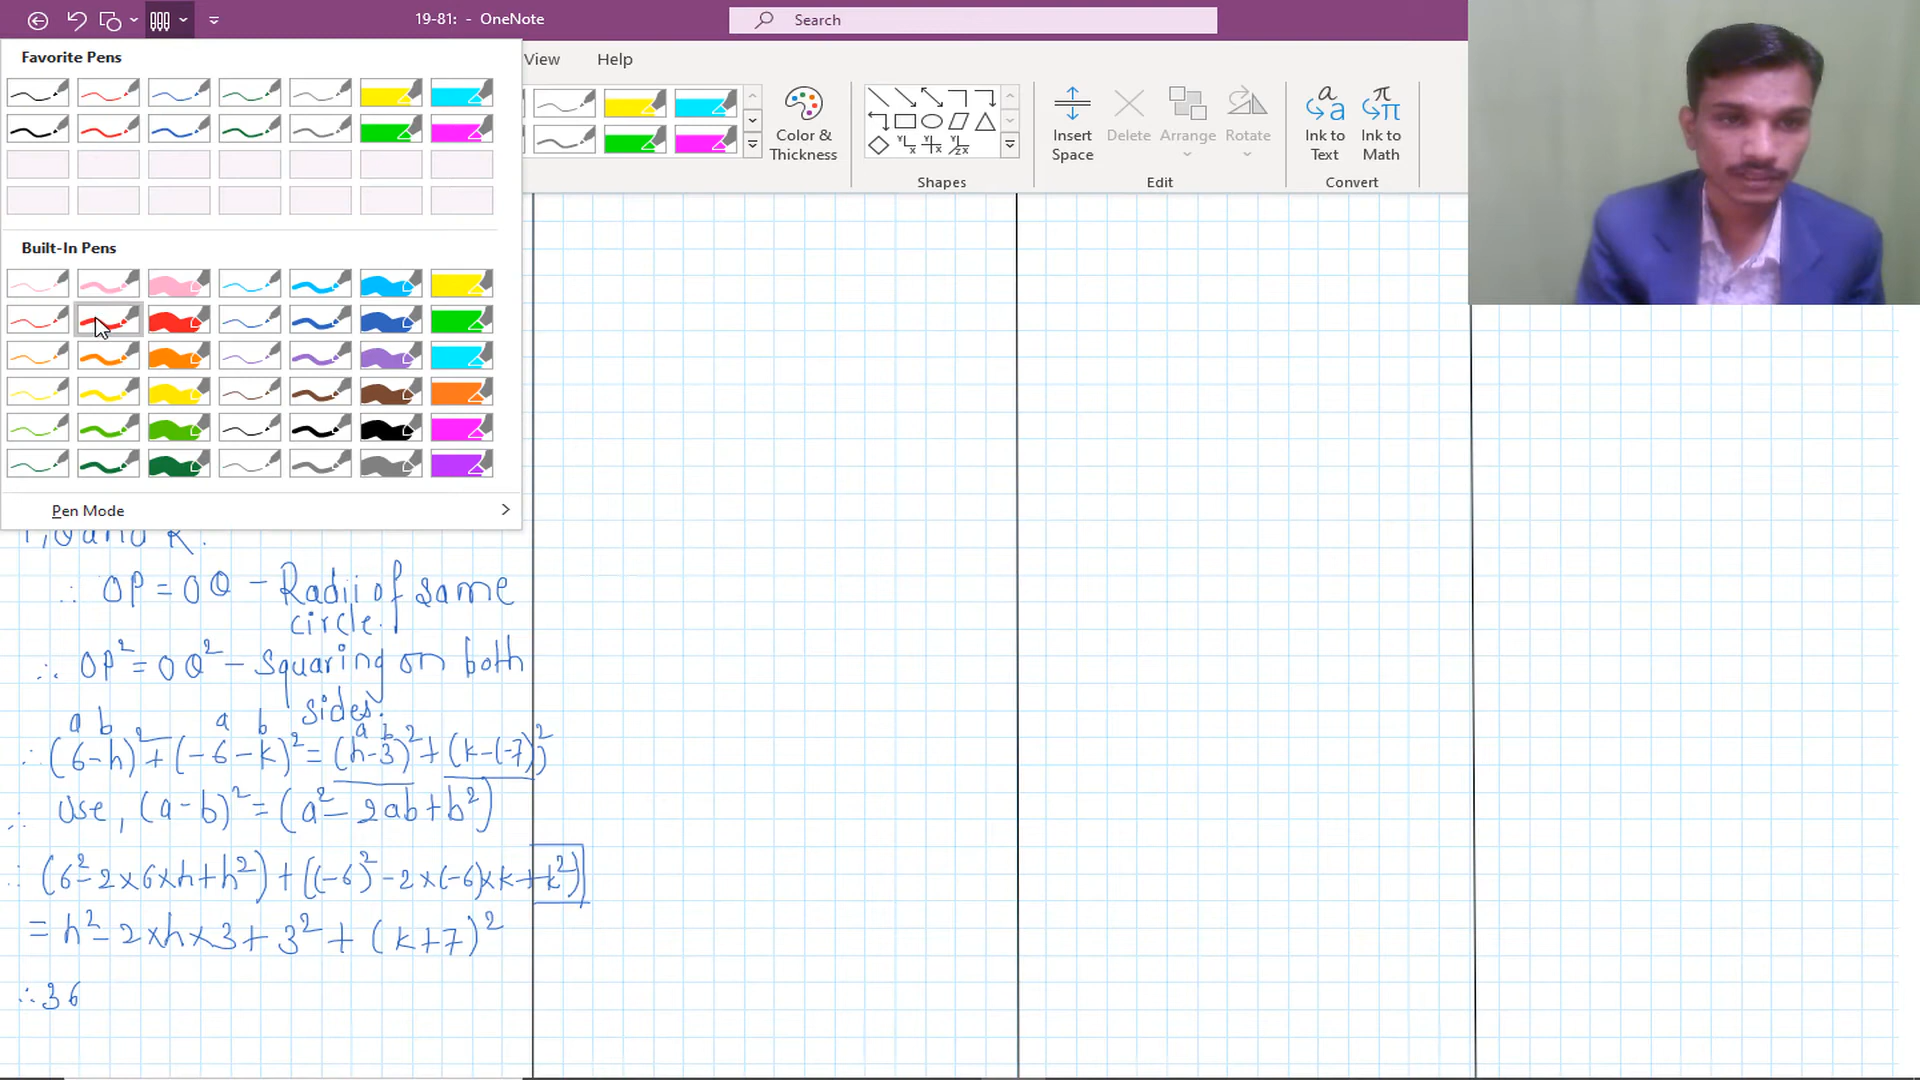 19-81: - OneNote
Search
Favorite Pens
View Help
Color & Thickness
Insert Space
Delete
Arrange
Rotate
Ink to Text
Ink to Math
Shapes
Edit
Convert
Built-In Pens
Pen Mode
P, Q and R.
∴ OP = OQ - Radii of same
circle.
∴ OP² = OQ² - Squaring on both
sides.
a b a b a b
∴ (6-h)² + (-6-k)² = (h-3)² + (k-(-7))²
∴ Use, (a-b)² = (a² - 2ab + b²)
∴ (6² - 2×6×h + h²) + ((-6)² - 2×(-6)×k + k²)
= h² - 2×h×3 + 3² + (k+7)²
∴ 36